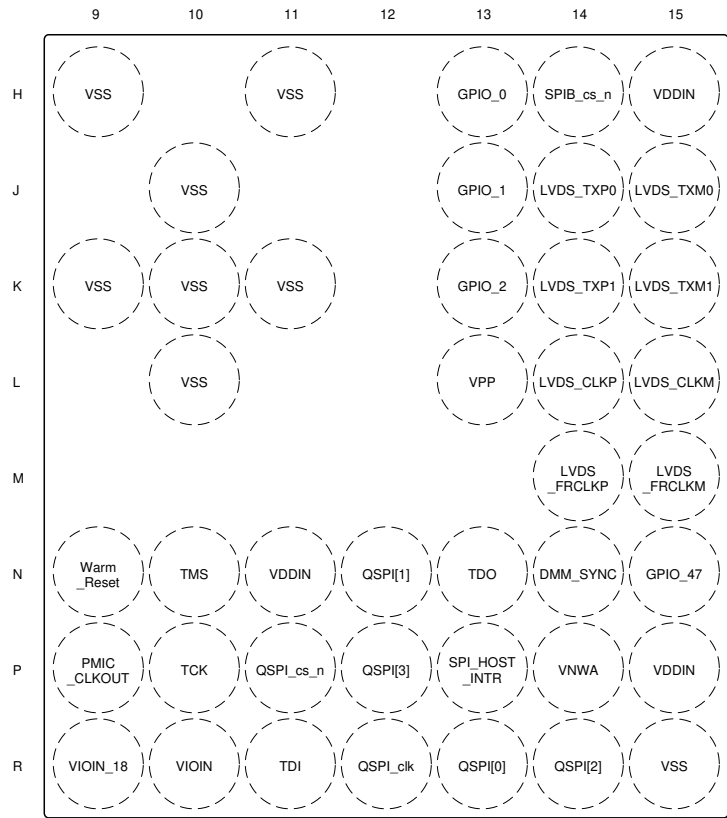 9 10 11 12 13 14 15
H VSS VSS GPIO_0 SPIB_cs_n VDDIN
J VSS GPIO_1 LVDS_TXP0 LVDS_TXM0
K VSS VSS VSS GPIO_2 LVDS_TXP1 LVDS_TXM1
L VSS VPP LVDS_CLKP LVDS_CLKM
M LVDS
_FRCLKP LVDS
_FRCLKM
N Warm
_Reset TMS VDDIN QSPI[1] TDO DMM_SYNC GPIO_47
P PMIC
_CLKOUT TCK QSPI_cs_n QSPI[3] SPI_HOST
_INTR VNWA VDDIN
R VIOIN_18 VIOIN TDI QSPI_clk QSPI[0] QSPI[2] VSS